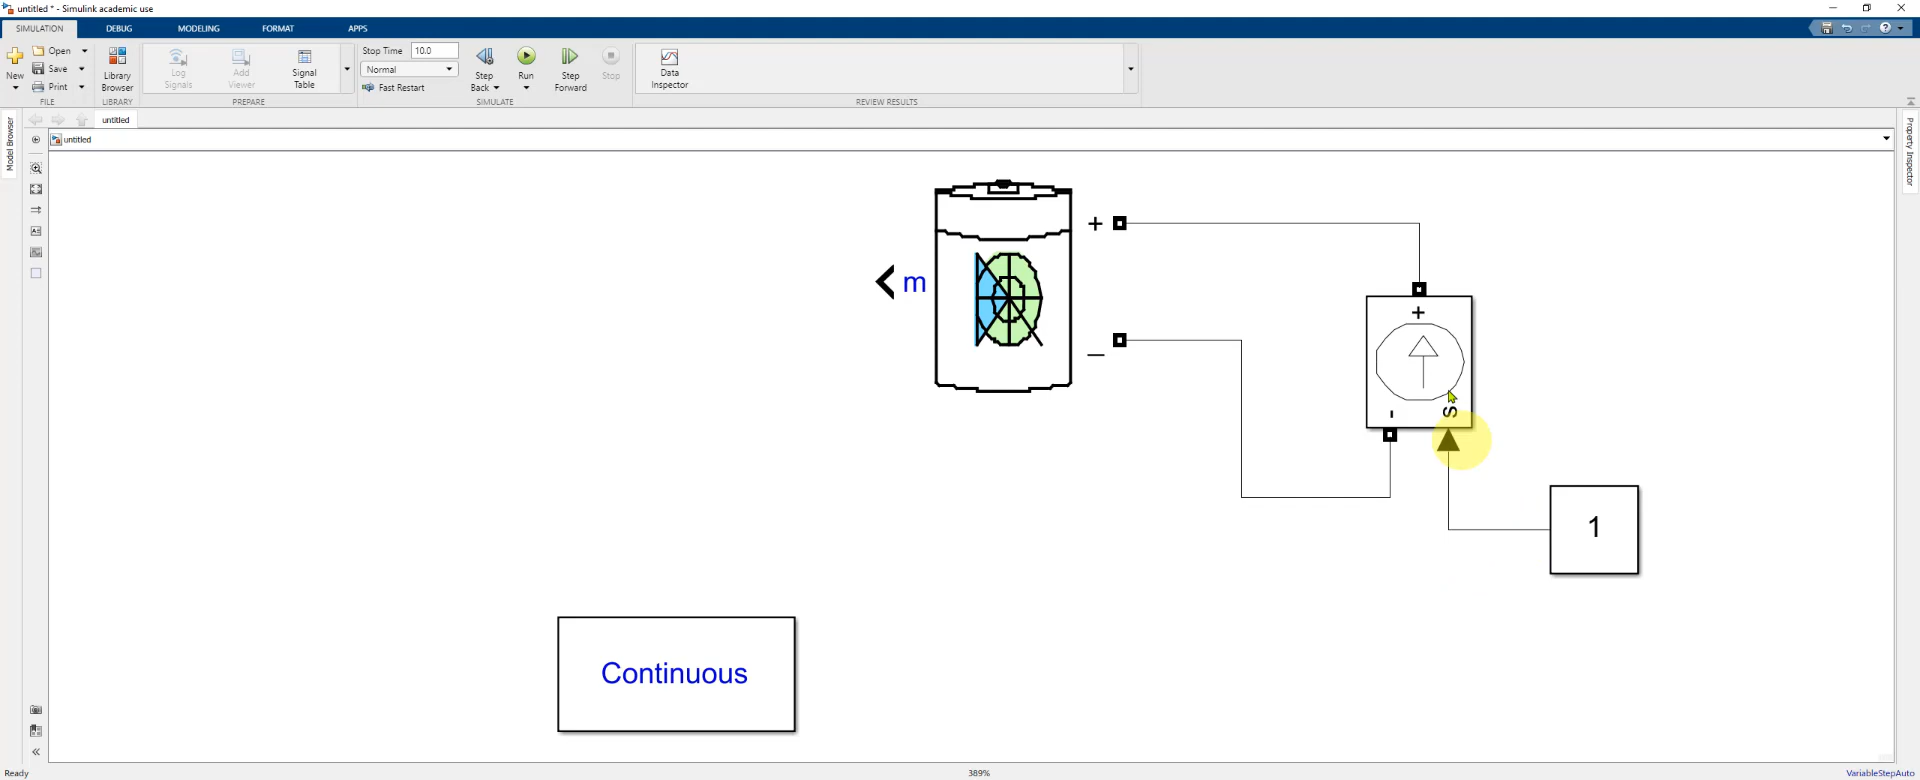 untitled * - Simulink academic use
SIMULATION DEBUG MODELING FORMAT APPS
New
Open
Save
Print
FILE
Library Browser
LIBRARY
Log Signals
Add Viewer
Signal Table
PREPARE
Stop Time 10.0
Normal
Fast Restart
Step Back
Run
Step Forward
Stop
SIMULATE
Data Inspector
REVIEW RESULTS
Model Browser
untitled
untitled
Property Inspector
+
m
–
+
-
s
1
Continuous
Ready
389%
VariableStepAuto